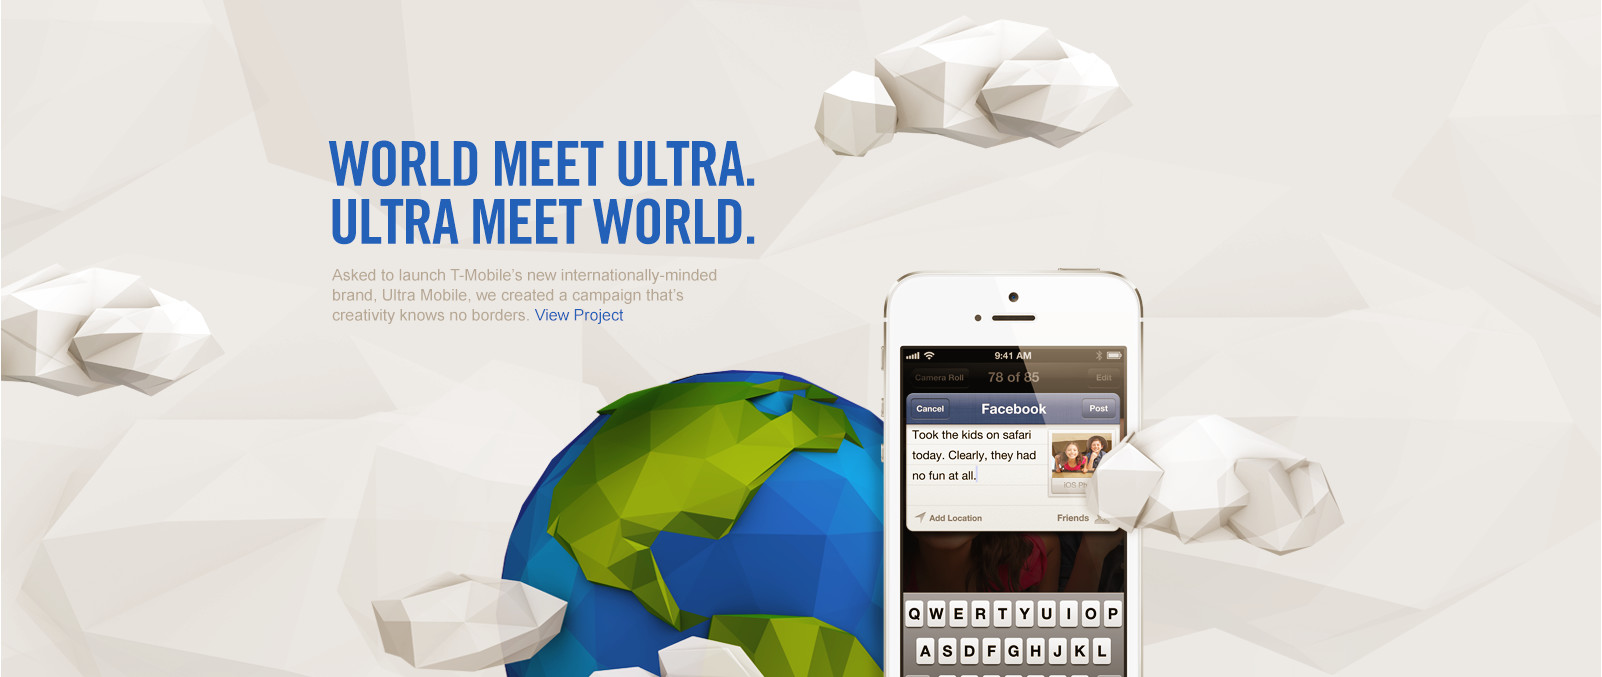 WORLD MEET ULTRA.
ULTRA MEET WORLD.
Asked to launch T-Mobile’s new internationally-minded
brand, Ultra Mobile, we created a campaign that’s
creativity knows no borders. View Project
9:41 AM
Camera Roll 78 of 85 Edit
Cancel Facebook Post
Took the kids on safari
today. Clearly, they had
no fun at all.
iOS
Add Location Friends
Q W E R T Y U I O P
A S D F G H J K L